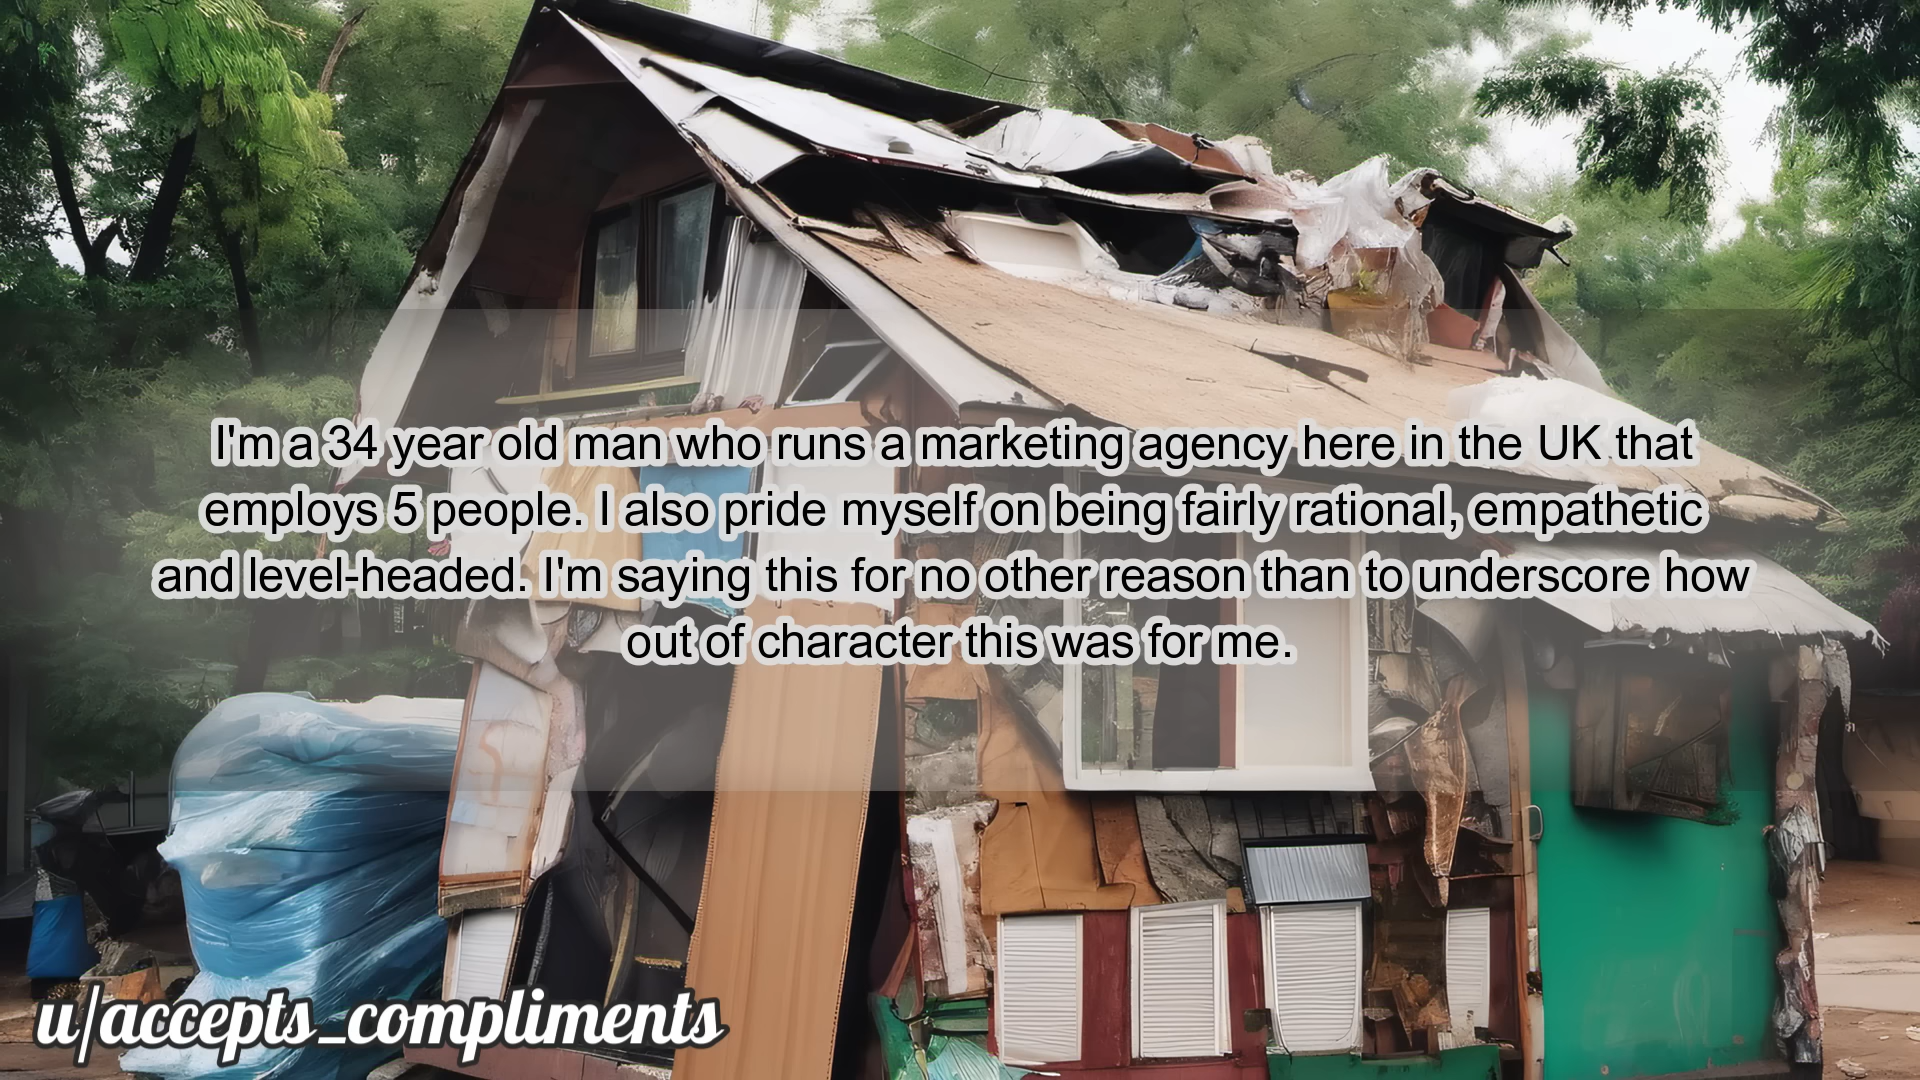 I'm a 34 year old man who runs a marketing agency here in the UK that
employs 5 people. I also pride myself on being fairly rational, empathetic
and level-headed. I'm saying this for no other reason than to underscore how
out of character this was for me.
u/accepts_compliments